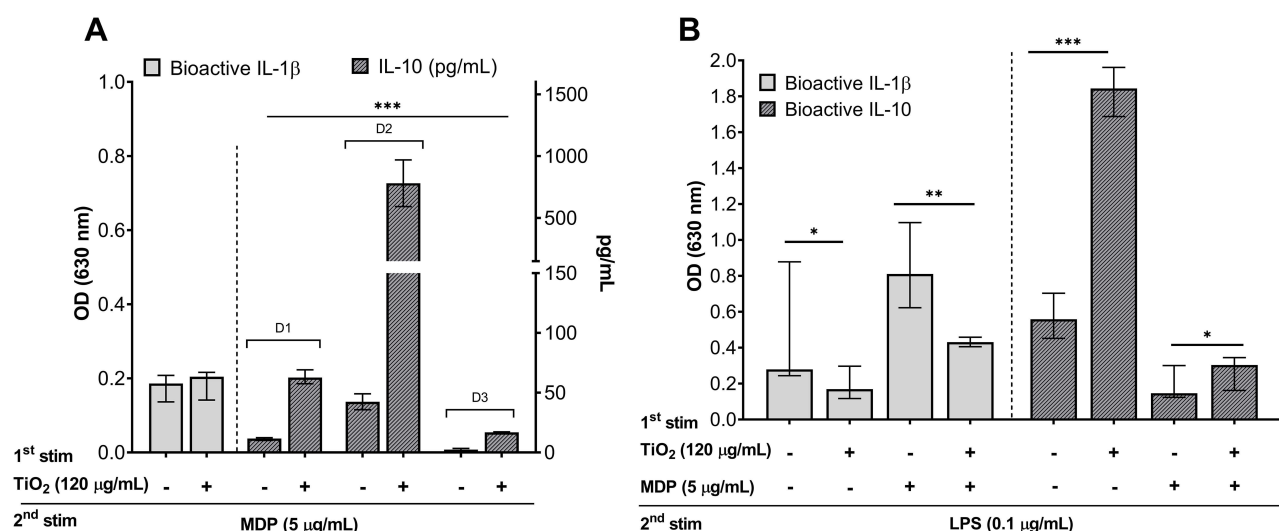 A
Bioactive IL-1β
IL-10 (pg/mL)
OD (630 nm)
1.0
0.8
0.6
0.4
0.2
0.0
1500
1000
500
150
100
50
0
pg/mL
***
D1
D2
D3
1st stim
TiO2 (120 µg/mL) - + - + - + - +
2nd stim MDP (5 µg/mL)
B
Bioactive IL-1β
Bioactive IL-10
OD (630 nm)
2.0
1.8
1.6
1.4
1.2
1.0
0.8
0.6
0.4
0.2
0.0
*
**
***
*
1st stim
TiO2 (120 µg/mL) - + - + - + - +
MDP (5 µg/mL) - - + + - - + +
2nd stim LPS (0.1 µg/mL)